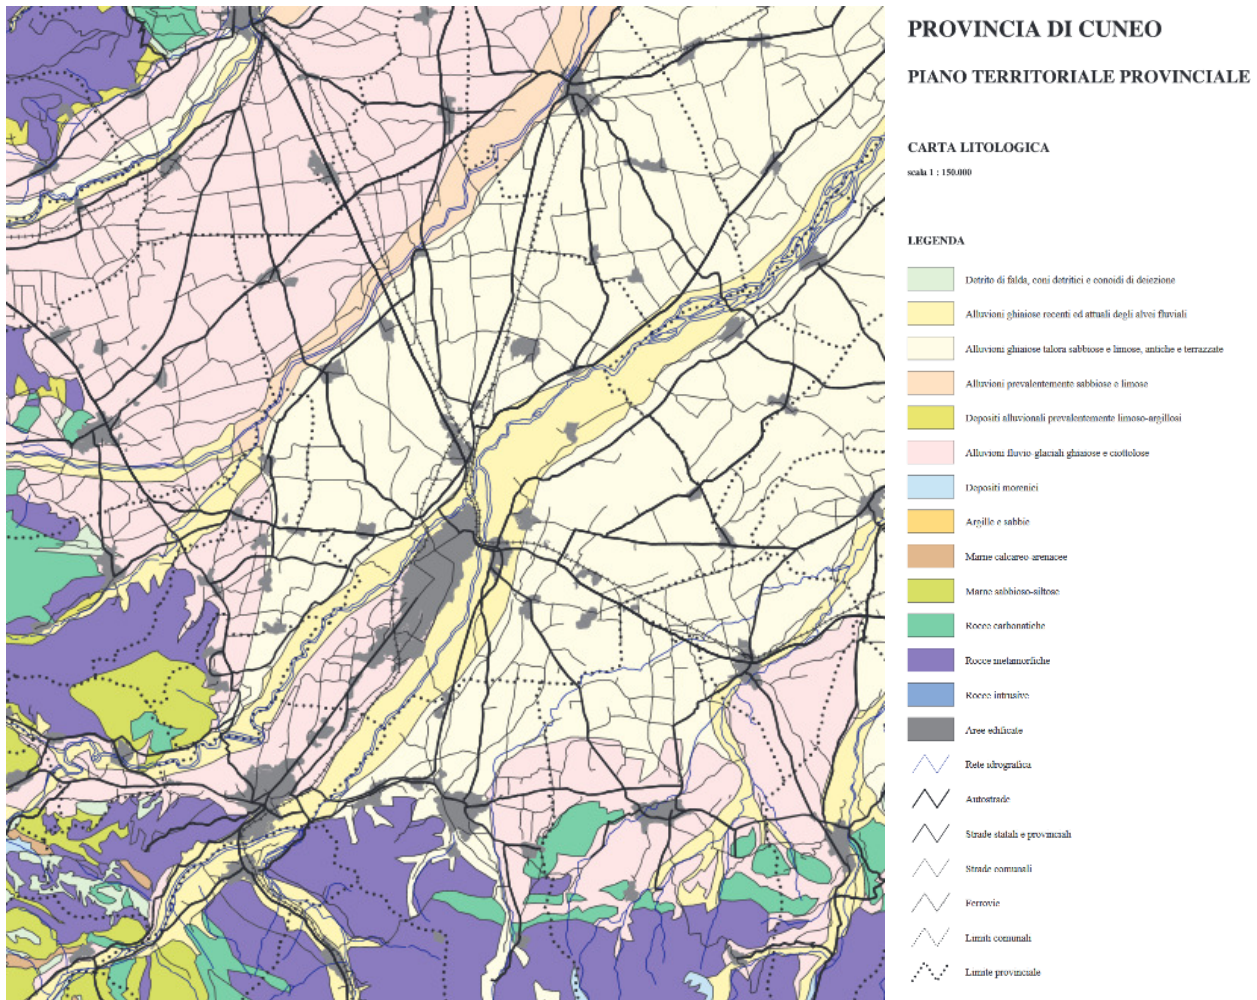 PROVINCIA DI CUNEO
PIANO TERRITORIALE PROVINCIALE
CARTA LITOLOGICA
scala 1 : 150.000
LEGENDA
Detrito di falda, coni detritici e conoidi di deiezione
Alluvioni ghiaiose recenti ed attuali degli alvei fluviali
Alluvioni ghiaiose talora sabbiose e limose, antiche e terrazzate
Alluvioni prevalentemente sabbiose e limose
Depositi alluvionali prevalentemente limoso-argillosi
Alluvioni fluvio-glaciali ghiaiose e ciottolose
Depositi morenici
Argille e sabbie
Marne calcareo-arenacee
Marne sabbioso-siltose
Rocce carbonatiche
Rocce metamorfiche
Rocce intrusive
Aree edificate
Rete idrografica
Autostrade
Strade statali e provinciali
Strade comunali
Ferrovie
Limiti comunali
Limite provinciale